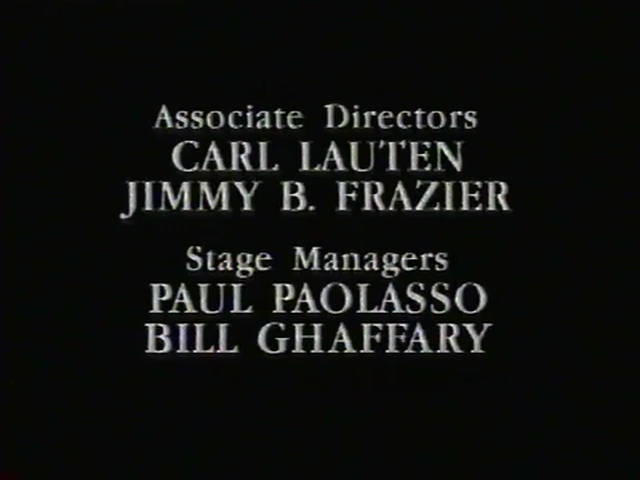 Associate Directors
CARL LAUTEN
JIMMY B. FRAZIER
Stage Managers
PAUL PAOLASSO
BILL GHAFFARY